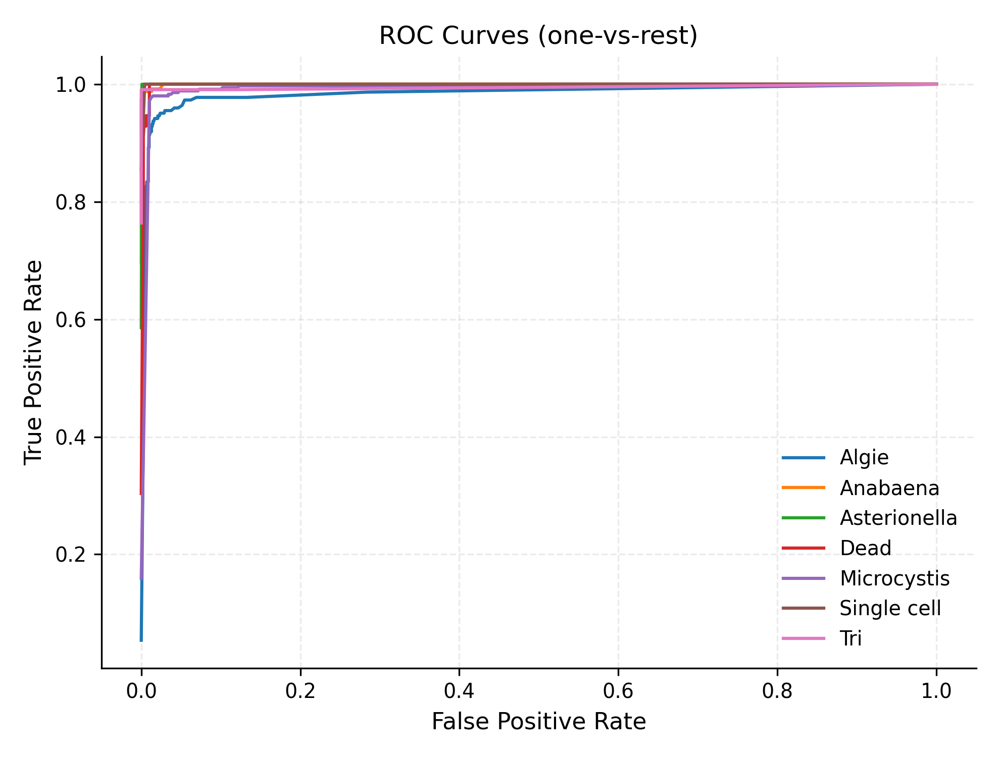 ROC Curves (one-vs-rest)
True Positive Rate
1.0
0.8
0.6
0.4
0.2
Algie
Anabaena
Asterionella
Dead
Microcystis
Single cell
Tri
0.0 0.2 0.4 0.6 0.8 1.0
False Positive Rate